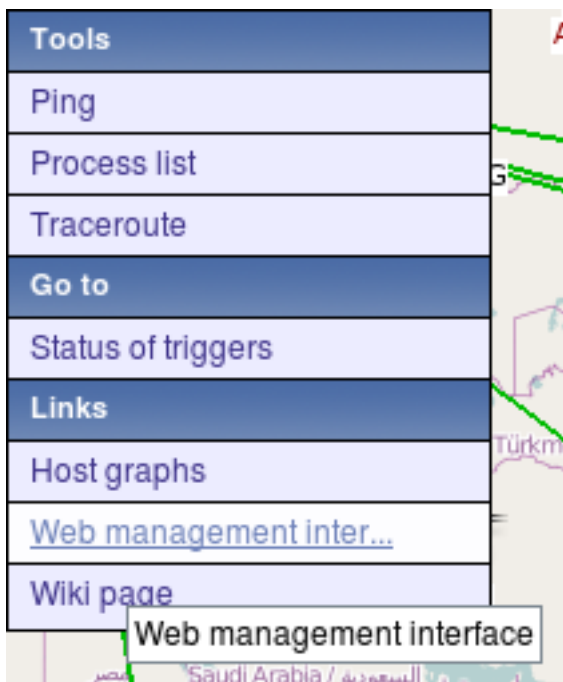 Tools
Ping
Process list
Traceroute
Go to
Status of triggers
Links
Host graphs
Web management inter...
Wiki page
Web management interface
G
Türkm
Saudi Arabia / السعودية
مصر